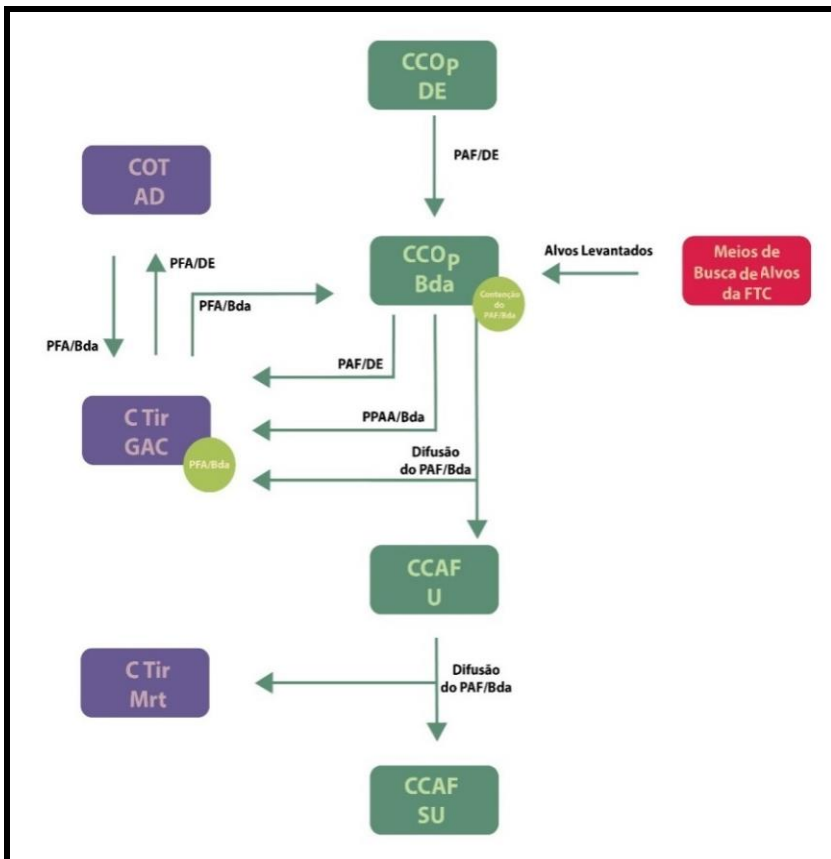 CCOp
DE
PAF/DE
COT
AD
CCOp
Bda
Contenção
do
PAF/Bda
Alvos Levantados
Meios de
Busca de Alvos
da FTC
PFA/DE
PFA/Bda
PFA/Bda
PAF/DE
PPAA/Bda
Difusão
do PAF/Bda
C Tir
GAC
PFA/Bda
CCAF
U
C Tir
Mrt
Difusão
do PAF/Bda
CCAF
SU